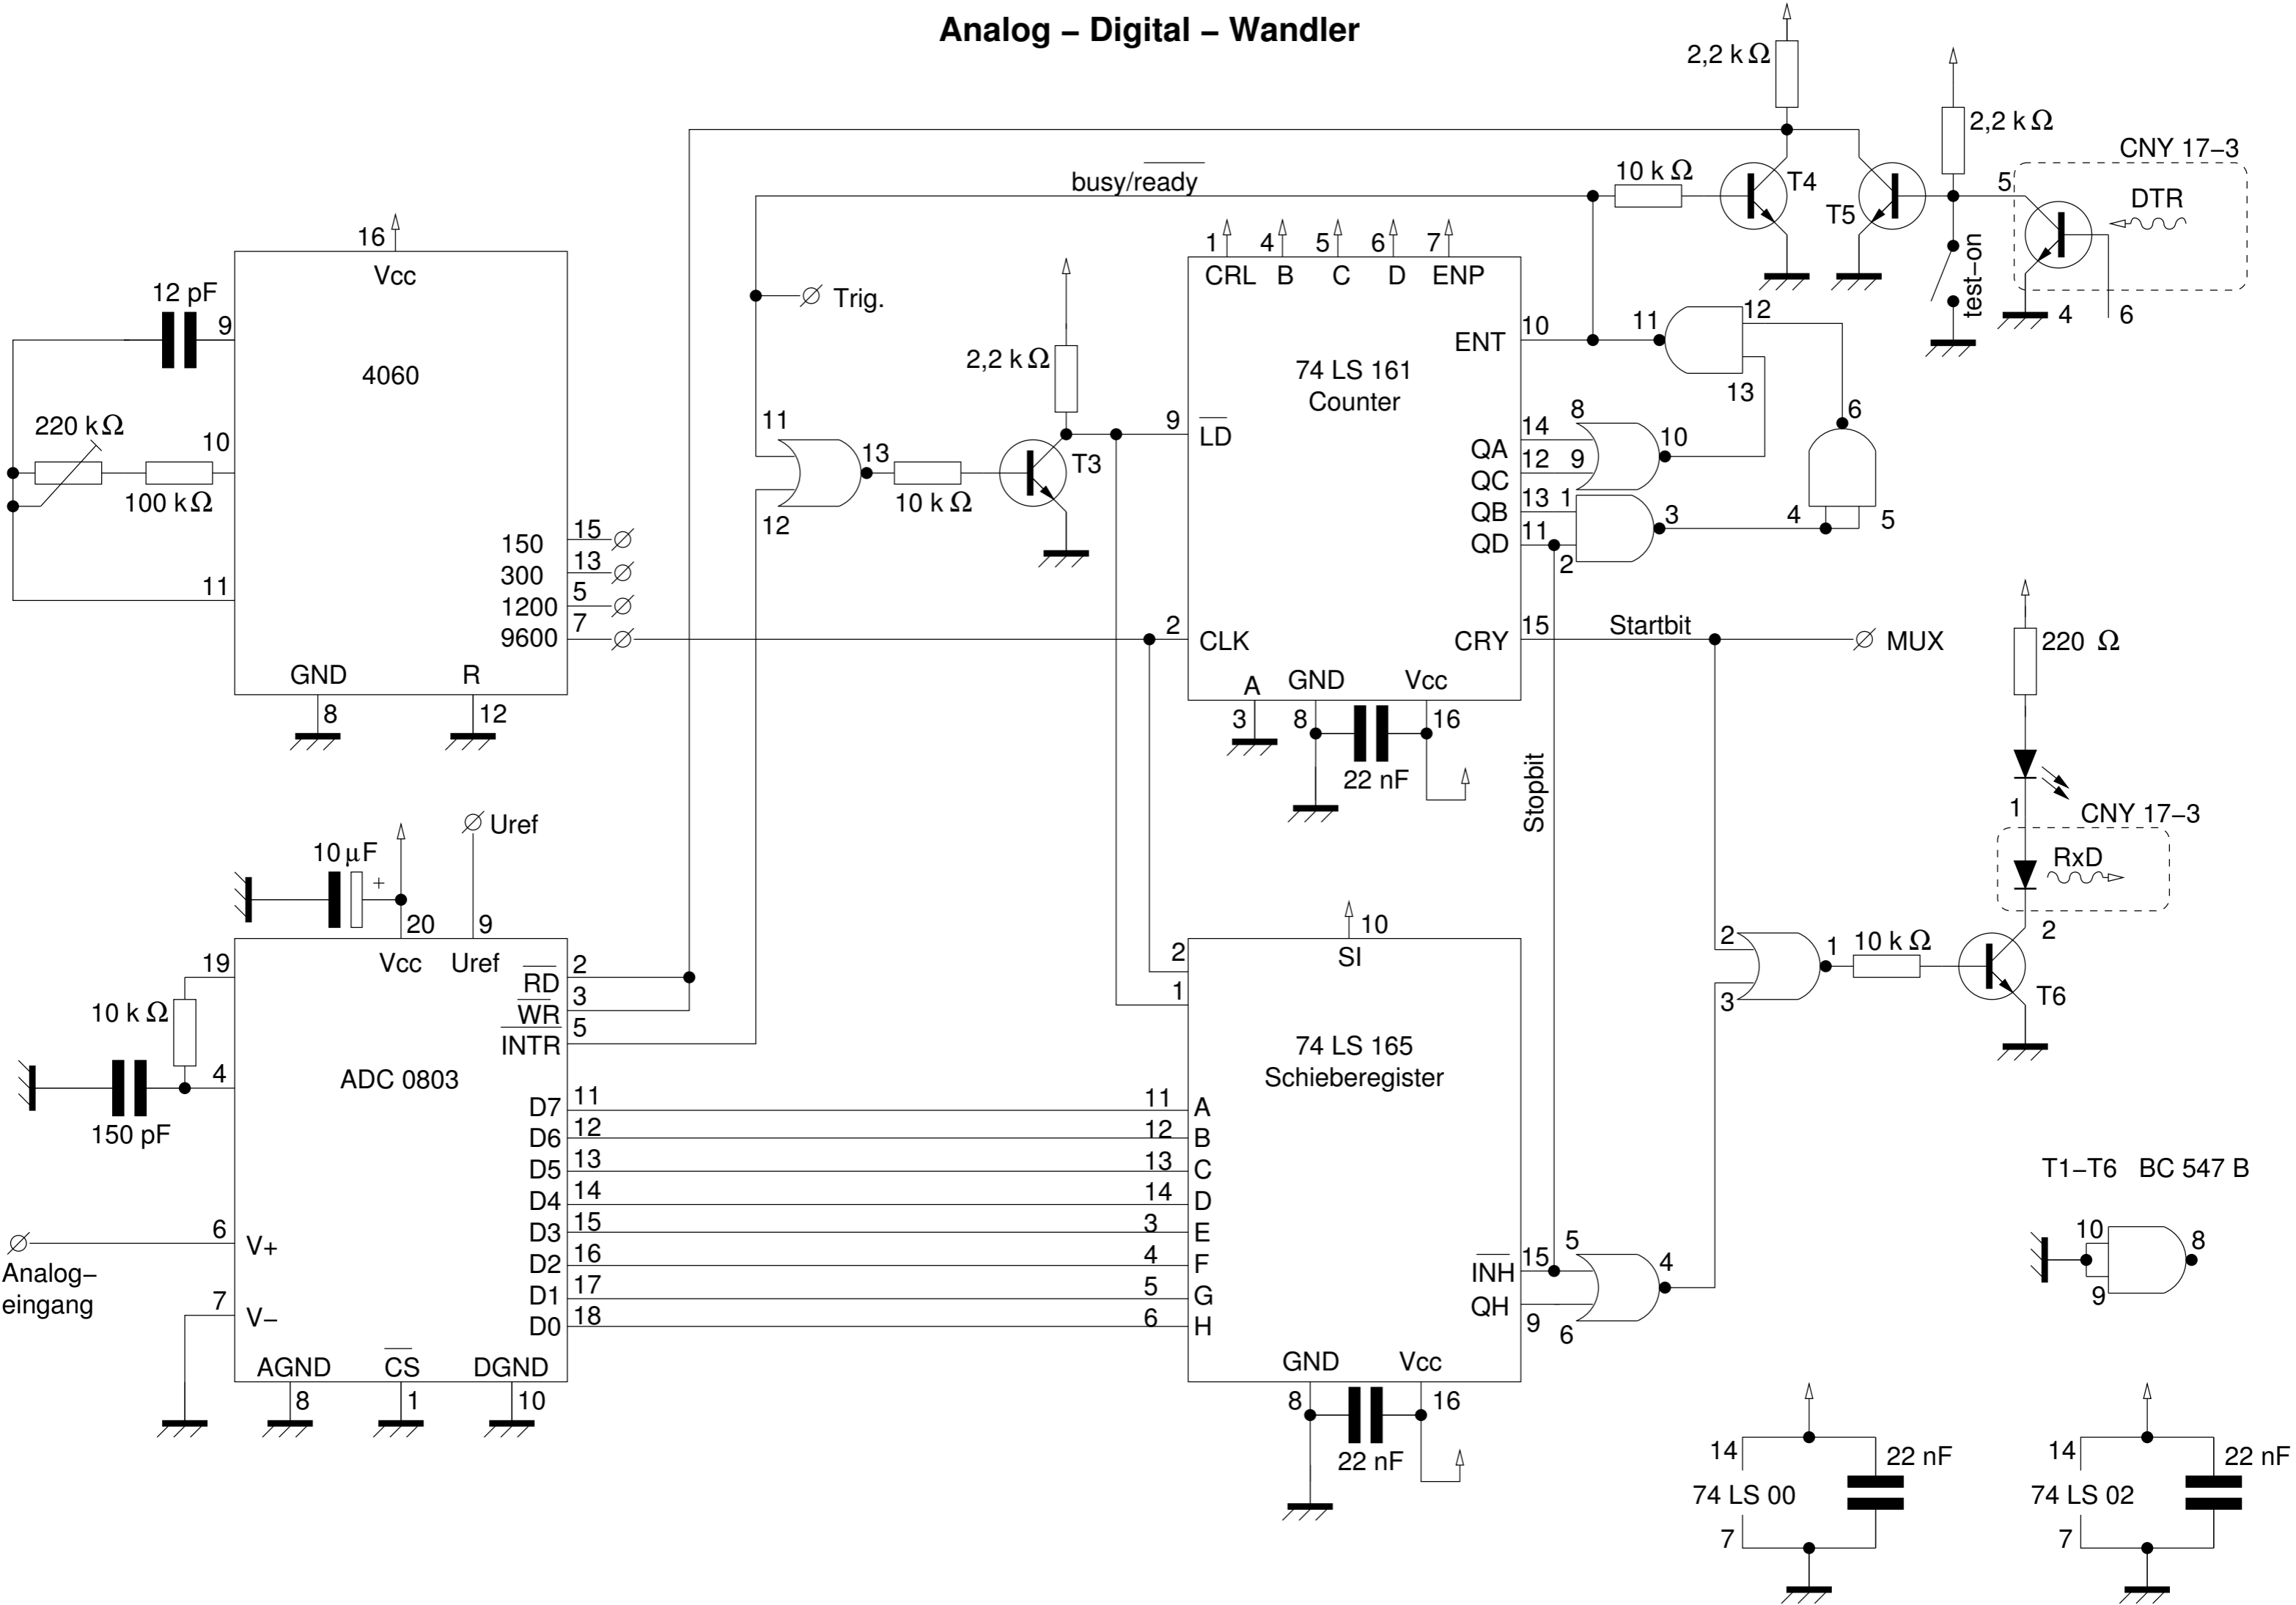 Analog – Digital – Wandler
2,2 k Ω
2,2 k Ω
CNY 17–3
DTR
5
4
6
test–on
T4
T5
10 k Ω
busy/ready
Trig.
16
Vcc
4060
12 pF
9
220 kΩ
10
100 kΩ
11
150
15
300
13
1200
5
9600
7
GND
8
R
12
2,2 k Ω
11
12
13
10 k Ω
T3
1
4
5
6
7
CRL
B
C
D
ENP
74 LS 161
Counter
9
LD
2
CLK
ENT
10
QA
14
QC
12
QB
13
QD
11
CRY
15
A
3
GND
8
Vcc
16
22 nF
11
12
13
8
9
10
1
2
3
6
4
5
Startbit
MUX
Stopbit
220 Ω
1
CNY 17–3
RxD
2
T6
10 k Ω
2
3
1
10 µF
+
Uref
20
9
Vcc
Uref
19
10 k Ω
4
150 pF
ADC 0803
RD
2
WR
3
INTR
5
D7
11
D6
12
D5
13
D4
14
D3
15
D2
16
D1
17
D0
18
6
V+
Analog–
eingang
7
V–
AGND
8
CS
1
DGND
10
10
SI
2
1
74 LS 165
Schieberegister
11
A
12
B
13
C
14
D
3
E
4
F
5
G
6
H
INH
15
QH
9
5
6
4
GND
8
Vcc
16
22 nF
T1–T6 BC 547 B
10
9
8
14
74 LS 00
7
22 nF
14
74 LS 02
7
22 nF